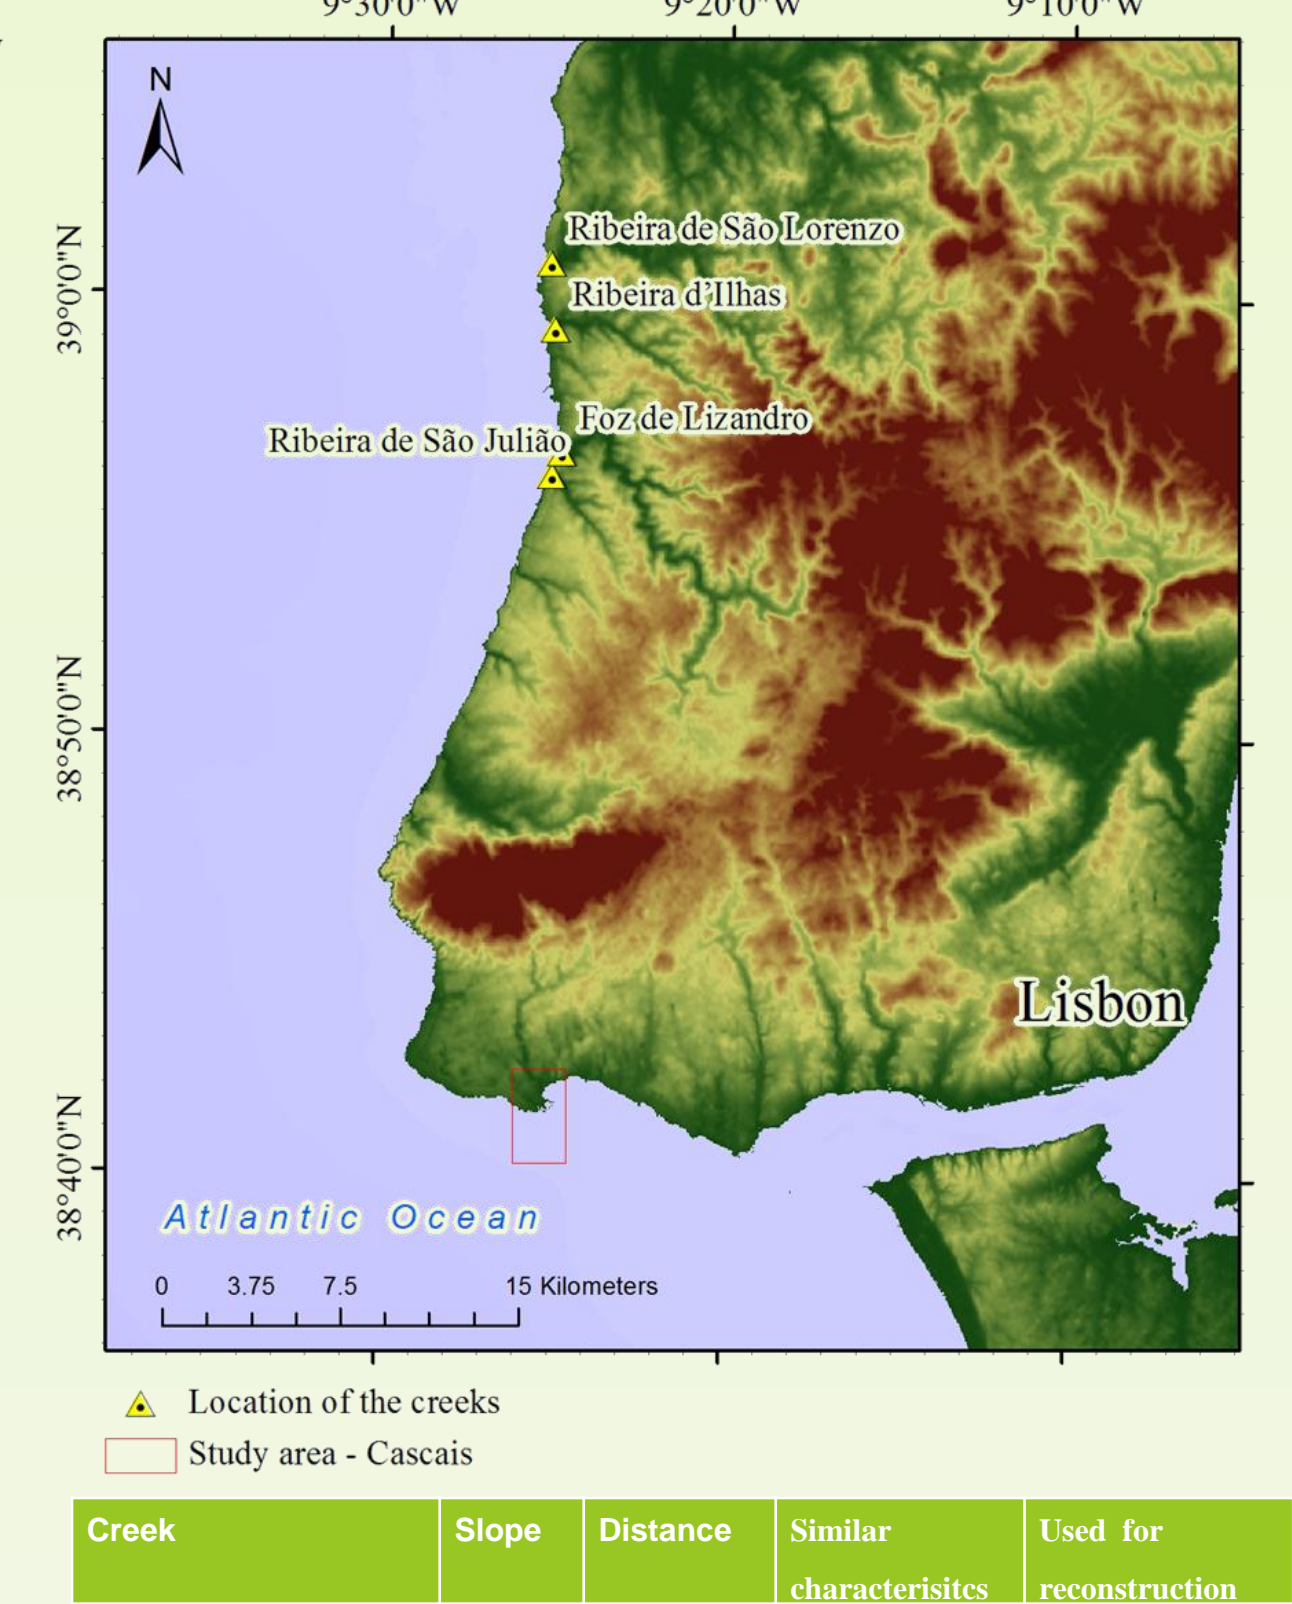 9°30'0"W 9°20'0"W 9°10'0"W
N
Ribeira de São Lorenzo
39°0'0"N
Ribeira d'Ilhas
Foz de Lizandro
Ribeira de São Julião
38°50'0"N
Lisbon
38°40'0"N
Atlantic Ocean
0 3.75 7.5 15 Kilometers
Location of the creeks
Study area - Cascais
Creek Slope Distance Similar Used for
characterisitcs reconstruction